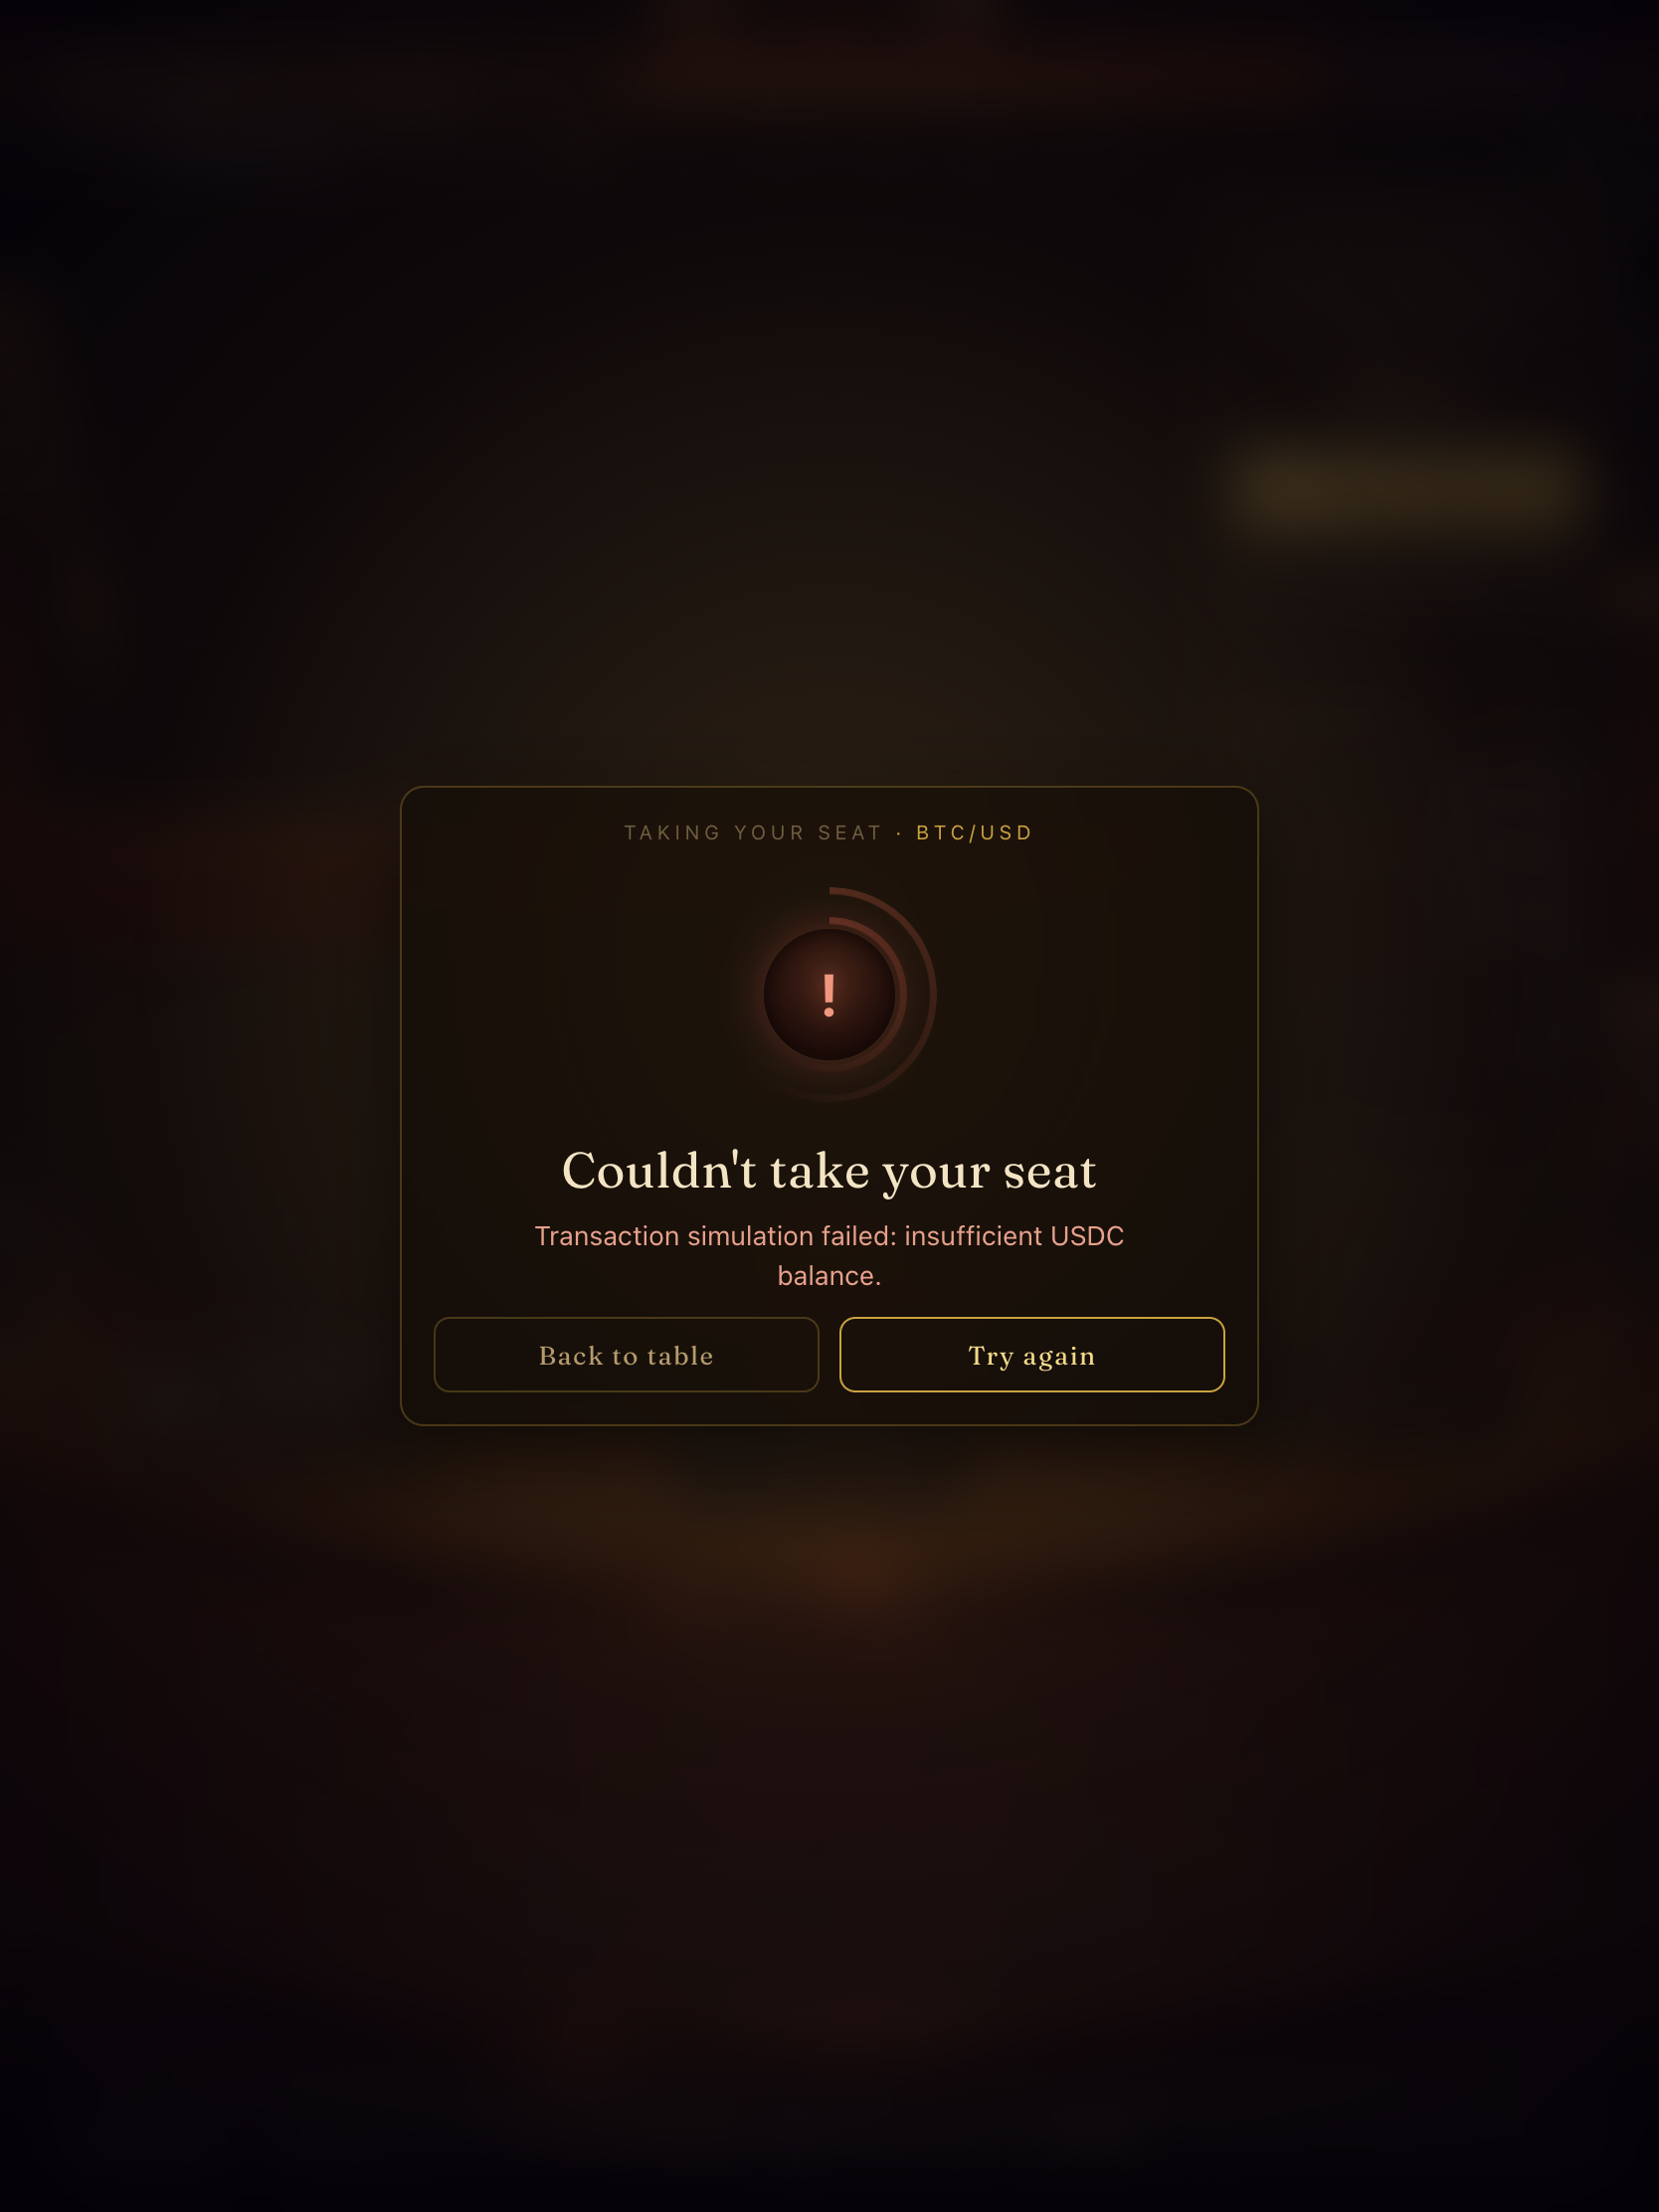 TAKING YOUR SEAT · BTC/USD
!
Couldn't take your seat
Transaction simulation failed: insufficient USDC
balance.
Back to table
Try again